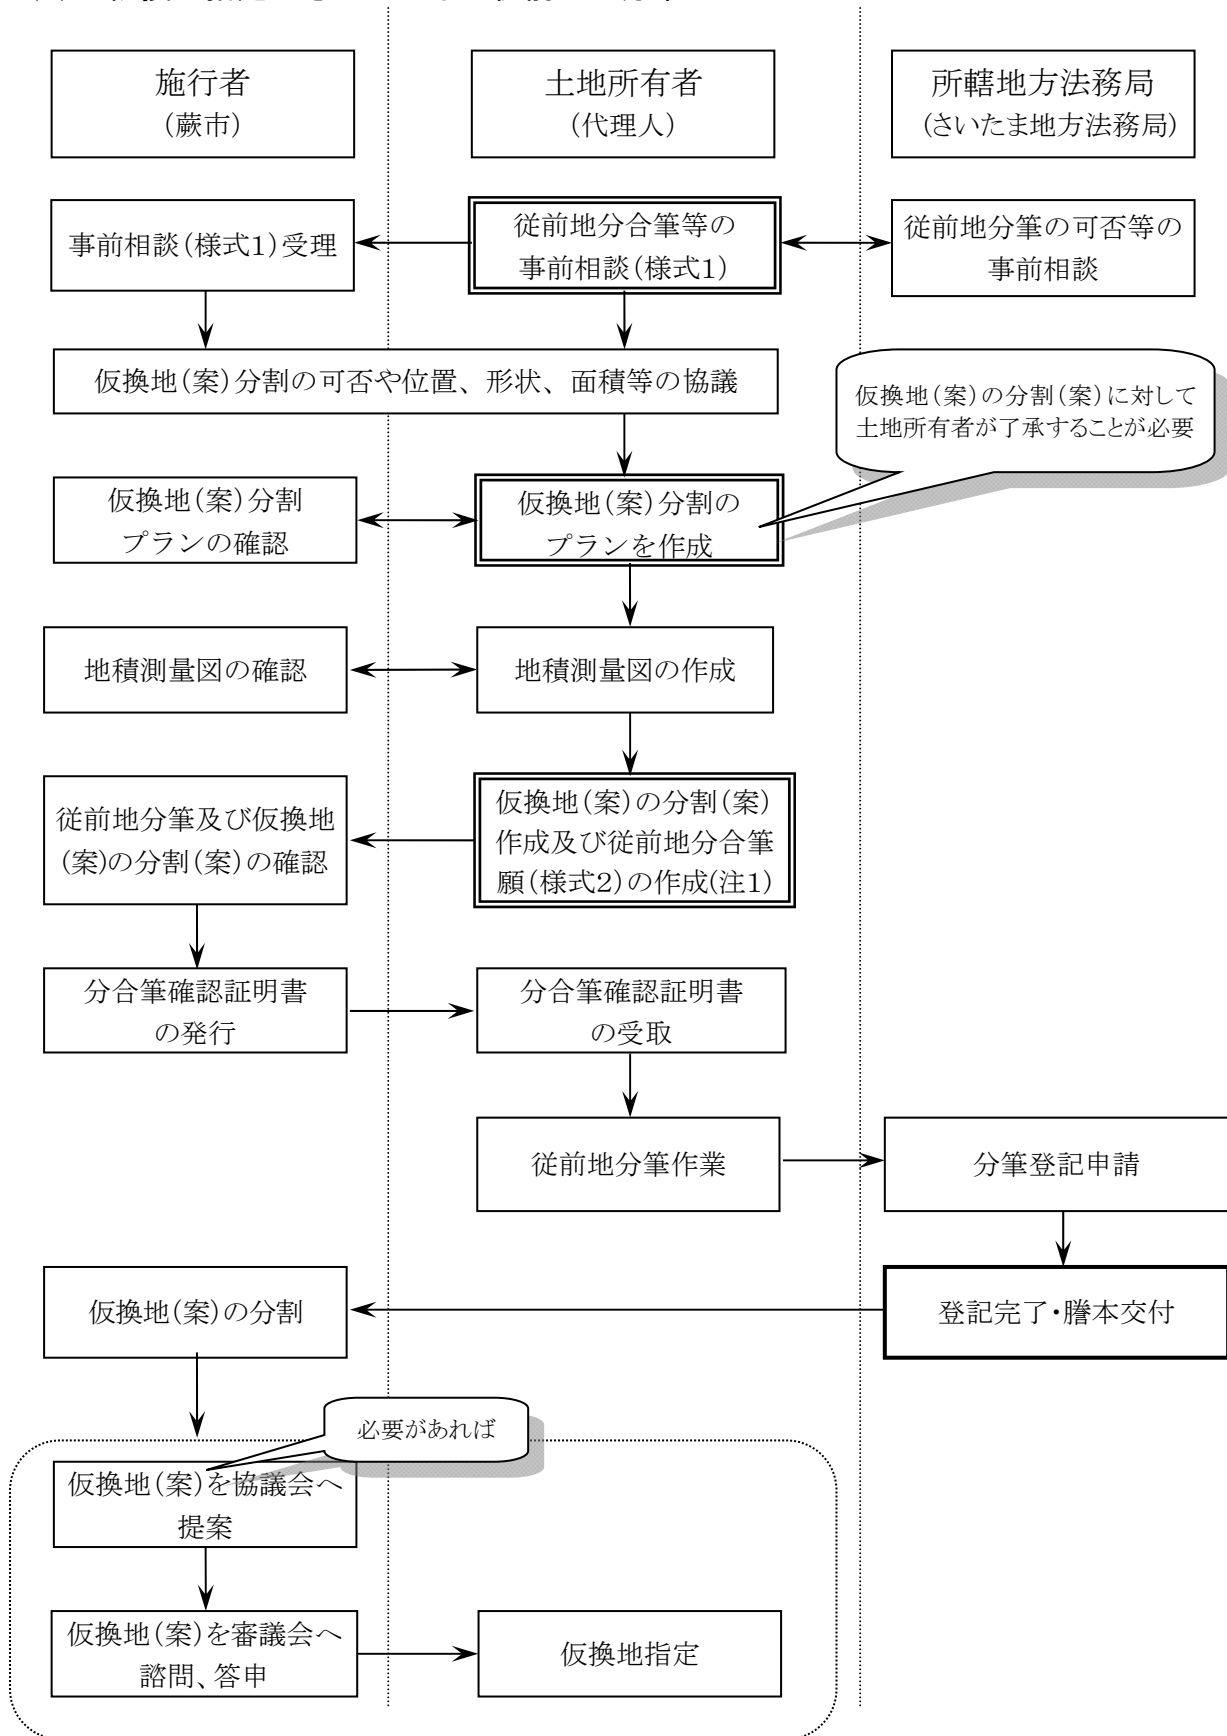 施行者
(蕨市)
土地所有者
(代理人)
所轄地方法務局
(さいたま地方法務局)
事前相談(様式1)受理
従前地分合筆等の
事前相談(様式1)
従前地分筆の可否等の
事前相談
仮換地(案)分割の可否や位置、形状、面積等の協議
仮換地(案)の分割(案)に対して
土地所有者が了承することが必要
仮換地(案)分割
プランの確認
仮換地(案)分割の
プランを作成
地積測量図の確認
地積測量図の作成
従前地分筆及び仮換地
(案)の分割(案)の確認
仮換地(案)の分割(案)
作成及び従前地分合筆
願(様式2)の作成(注1)
分合筆確認証明書
の発行
分合筆確認証明書
の受取
従前地分筆作業
分筆登記申請
仮換地(案)の分割
登記完了・謄本交付
必要があれば
仮換地(案)を協議会へ
提案
仮換地(案)を審議会へ
諮問、答申
仮換地指定